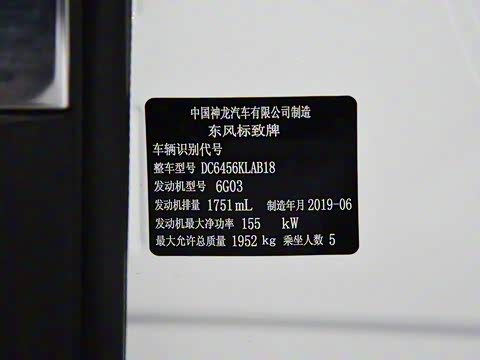 中国神龙汽车有限公司制造
东风标致牌
车辆识别代号
整车型号 DC6456KLAB18
发动机型号 6G03
发动机排量 1751mL 制造年月 2019-06
发动机最大净功率 155 kW
最大允许总质量 1952 kg 乘坐人数 5